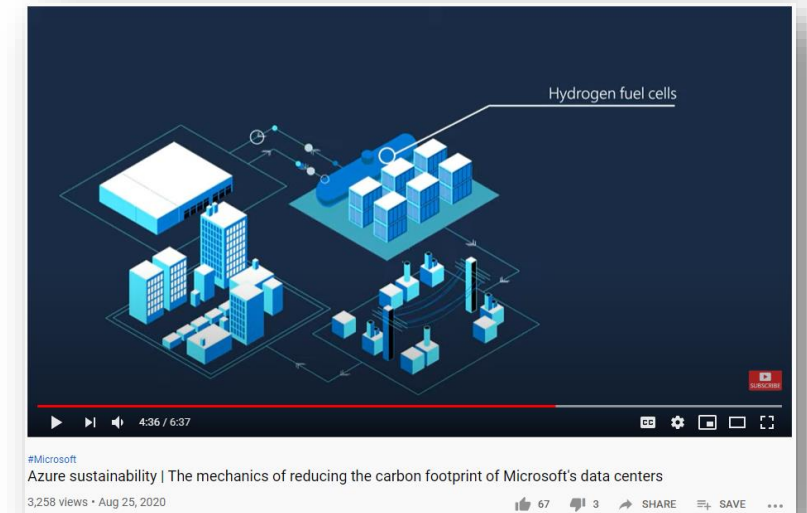 Hydrogen fuel cells
SUBSCRIBE
4:36 / 6:37
CC
#Microsoft
Azure sustainability | The mechanics of reducing the carbon footprint of Microsoft's data centers
3,258 views • Aug 25, 2020 67 3 SHARE SAVE